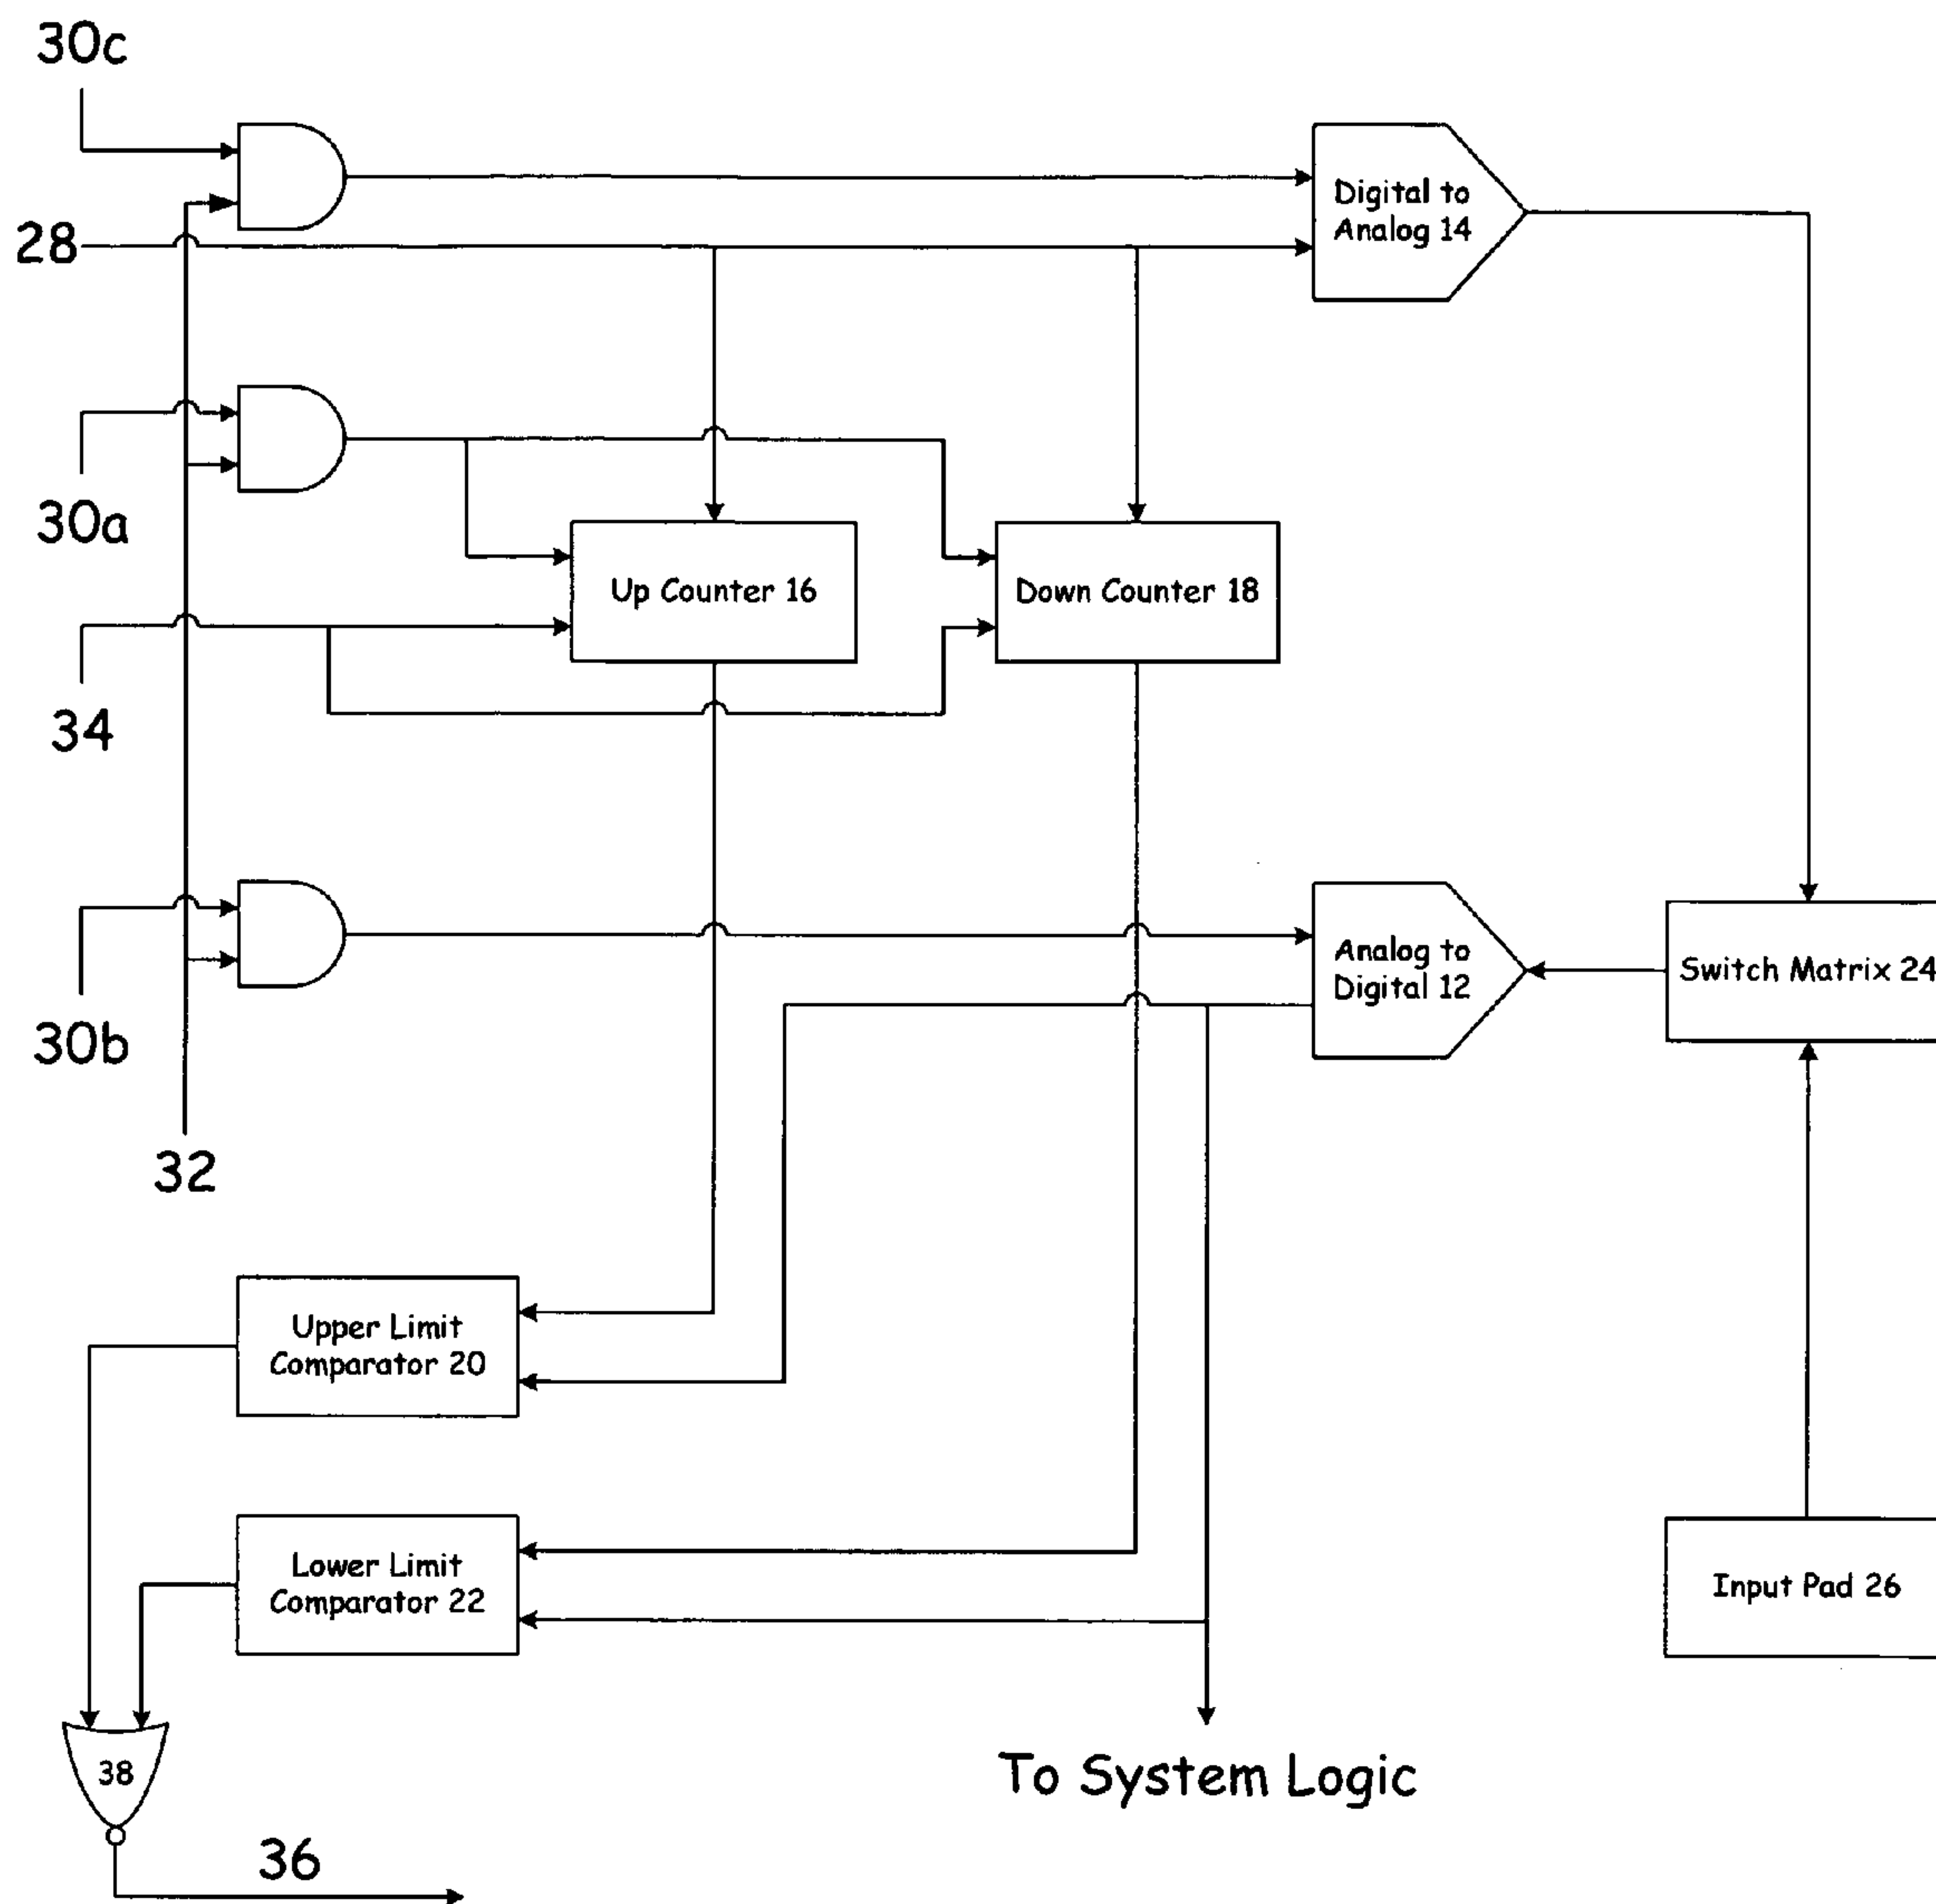 30c
Digital to
Analog 14
28
30a
Up Counter 16
Down Counter 18
34
Analog to
Digital 12
Switch Matrix 24
30b
32
Upper Limit
Comparator 20
Lower Limit
Comparator 22
Input Pad 26
38
To System Logic
36